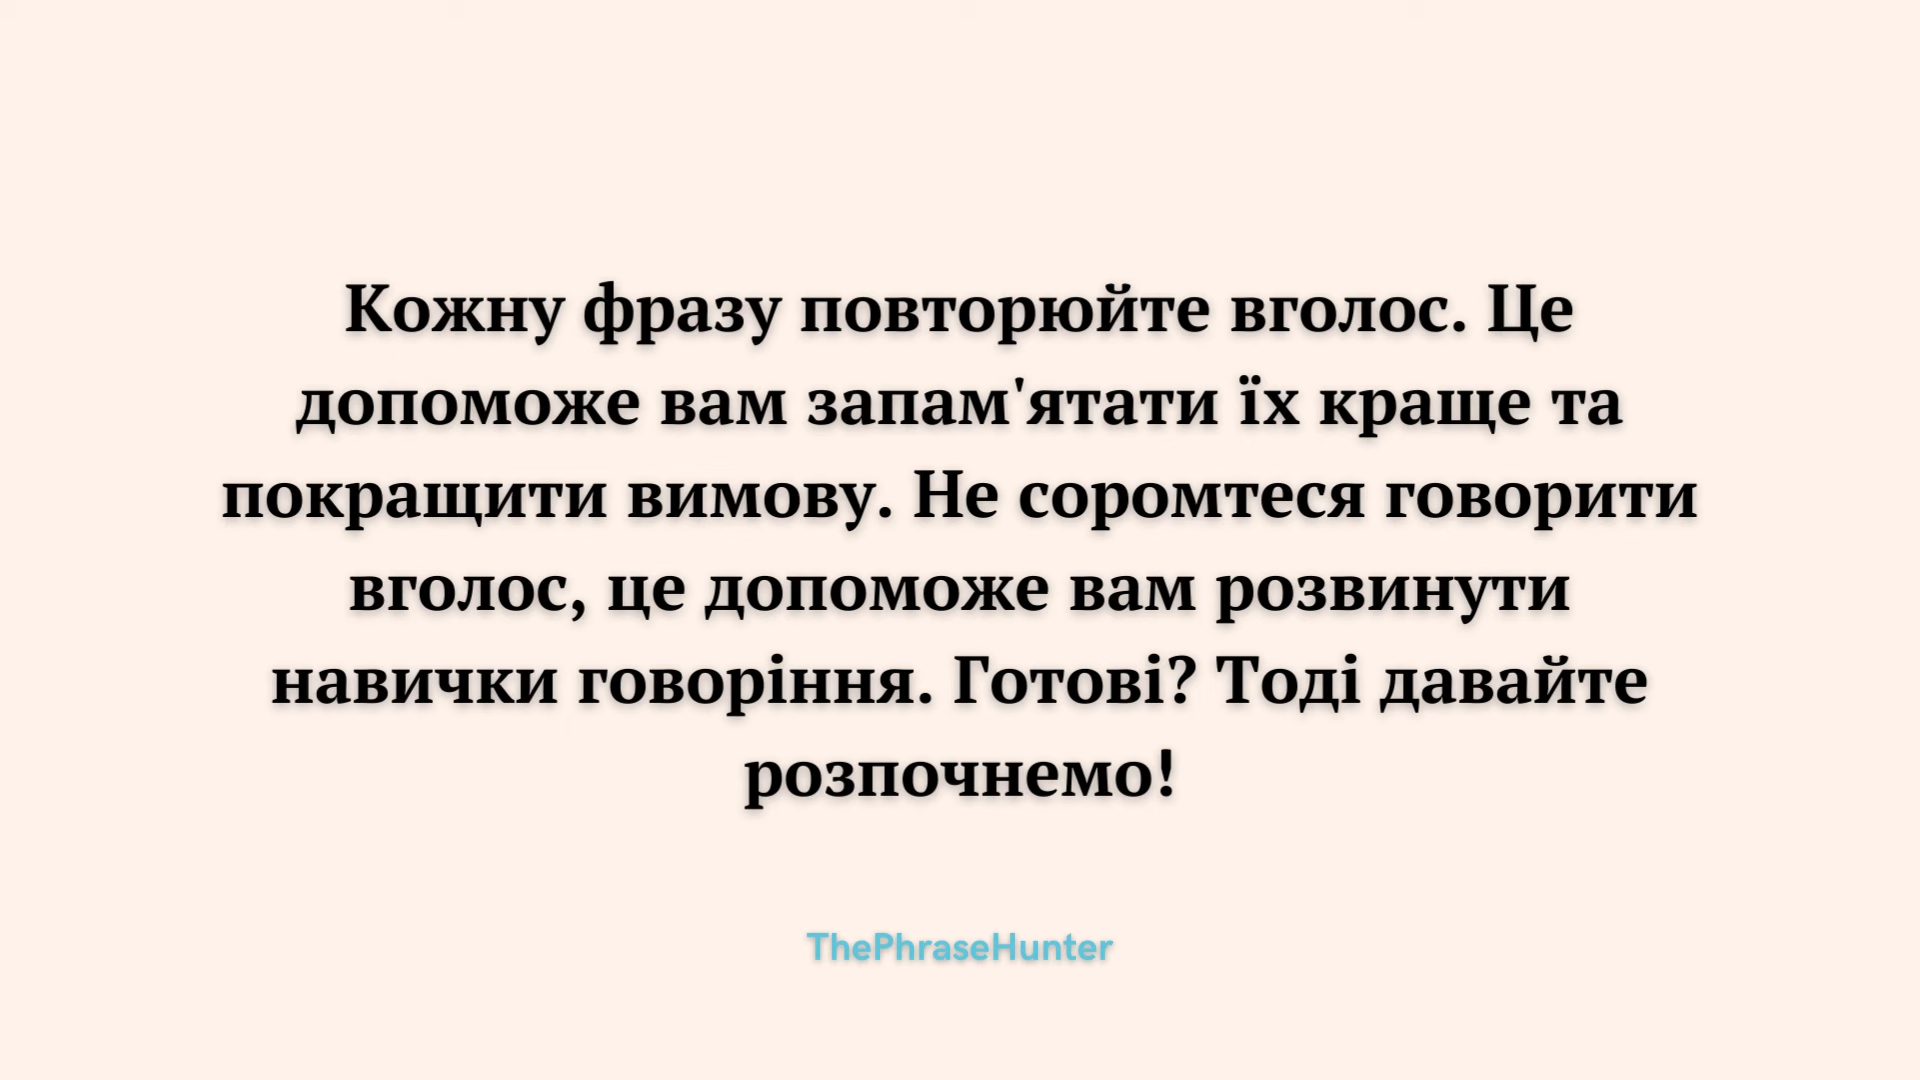 Кожну фразу повторюйте вголос. Це
допоможе вам запам'ятати їх краще та
покращити вимову. Не соромтеся говорити
вголос, це допоможе вам розвинути
навички говоріння. Готові? Тоді давайте
розпочнемо!
ThePhraseHunter